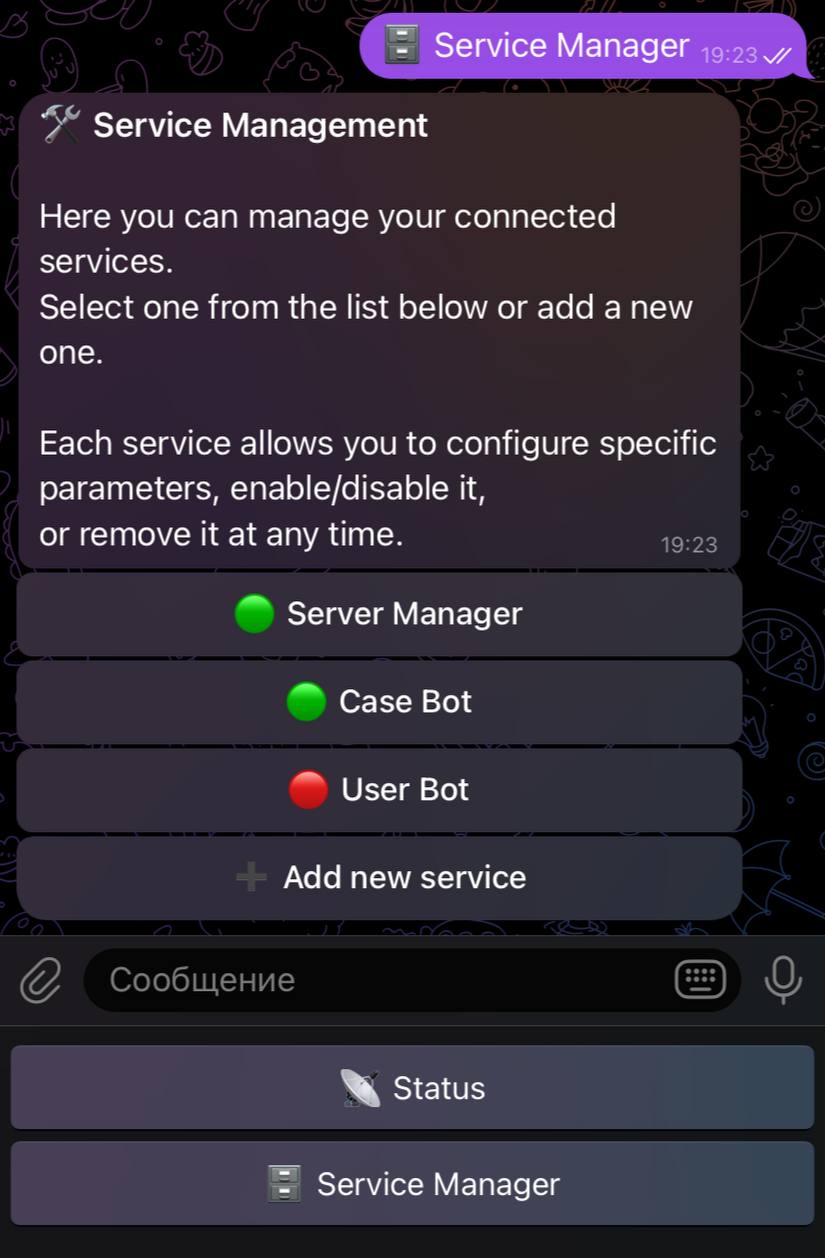 🗄 Service Manager 19:23
🛠 Service Management
Here you can manage your connected
services.
Select one from the list below or add a new
one.
Each service allows you to configure specific
parameters, enable/disable it,
or remove it at any time.
19:23
🟢 Server Manager
🟢 Case Bot
🔴 User Bot
➕ Add new service
Сообщение
📡 Status
🗄 Service Manager